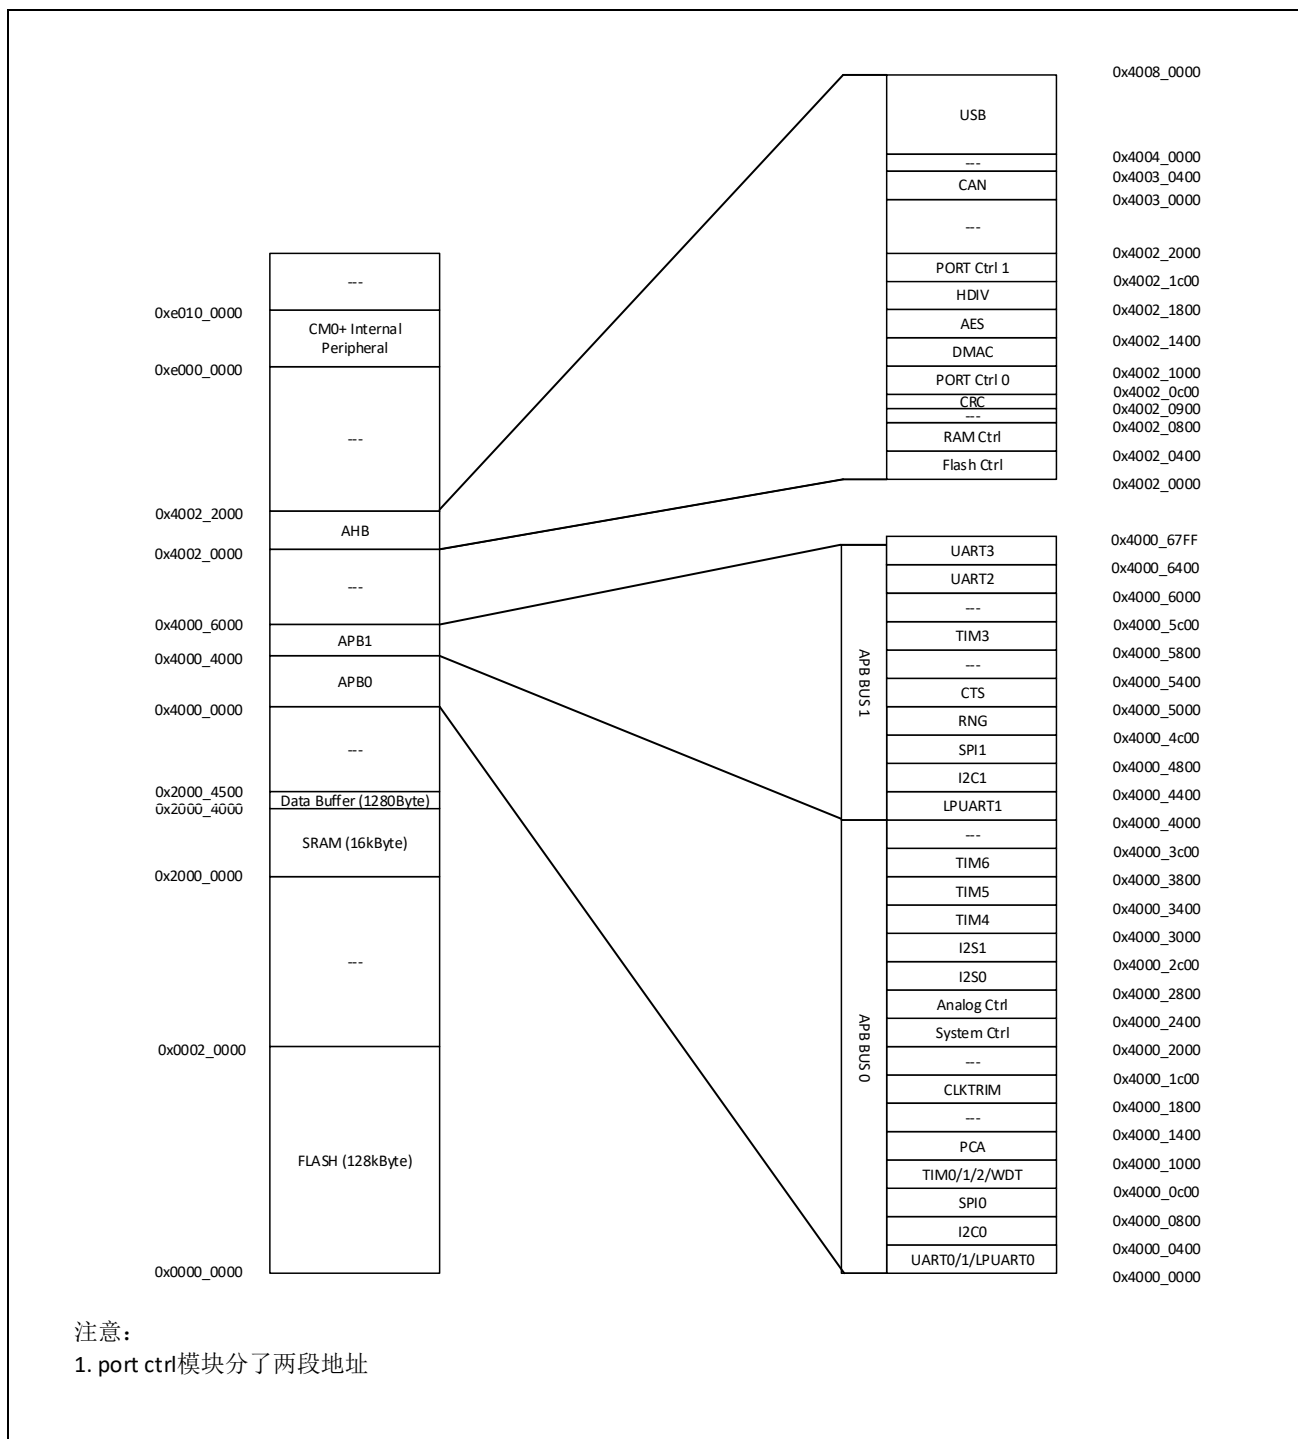 0x4008_0000
USB
0x4004_0000
---
0x4003_0400
CAN
0x4003_0000
---
0x4002_2000
PORT Ctrl 1
0x4002_1c00
HDIV
0x4002_1800
AES
0x4002_1400
DMAC
0x4002_1000
PORT Ctrl 0
0x4002_0c00
CRC
0x4002_0900
---
0x4002_0800
RAM Ctrl
0x4002_0400
Flash Ctrl
0x4002_0000
---
0xe010_0000
CM0+ Internal
Peripheral
0xe000_0000
---
0x4002_2000
AHB
0x4002_0000
---
0x4000_6000
APB1
0x4000_4000
APB0
0x4000_0000
---
0x2000_4500
Data Buffer (1280Byte)
0x2000_4000
SRAM (16kByte)
0x2000_0000
---
0x0002_0000
FLASH (128kByte)
0x0000_0000
APB BUS 1
0x4000_67FF
UART3
0x4000_6400
UART2
0x4000_6000
---
0x4000_5c00
TIM3
0x4000_5800
---
0x4000_5400
CTS
0x4000_5000
RNG
0x4000_4c00
SPI1
0x4000_4800
I2C1
0x4000_4400
LPUART1
0x4000_4000
APB BUS 0
---
0x4000_3c00
TIM6
0x4000_3800
TIM5
0x4000_3400
TIM4
0x4000_3000
I2S1
0x4000_2c00
I2S0
0x4000_2800
Analog Ctrl
0x4000_2400
System Ctrl
0x4000_2000
---
0x4000_1c00
CLKTRIM
0x4000_1800
---
0x4000_1400
PCA
0x4000_1000
TIM0/1/2/WDT
0x4000_0c00
SPI0
0x4000_0800
I2C0
0x4000_0400
UART0/1/LPUART0
0x4000_0000
注意：
1. port ctrl模块分了两段地址